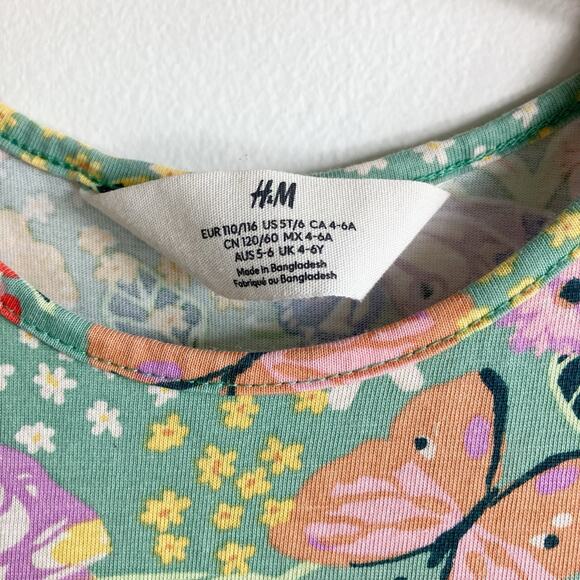 H&M
EUR 110/116 US 5T/6 CA 4-6A
CN 120/60 MX 4-6A
AUS 5-6 UK 4-6Y
Made in Bangladesh
Fabriqué au Bangladesh